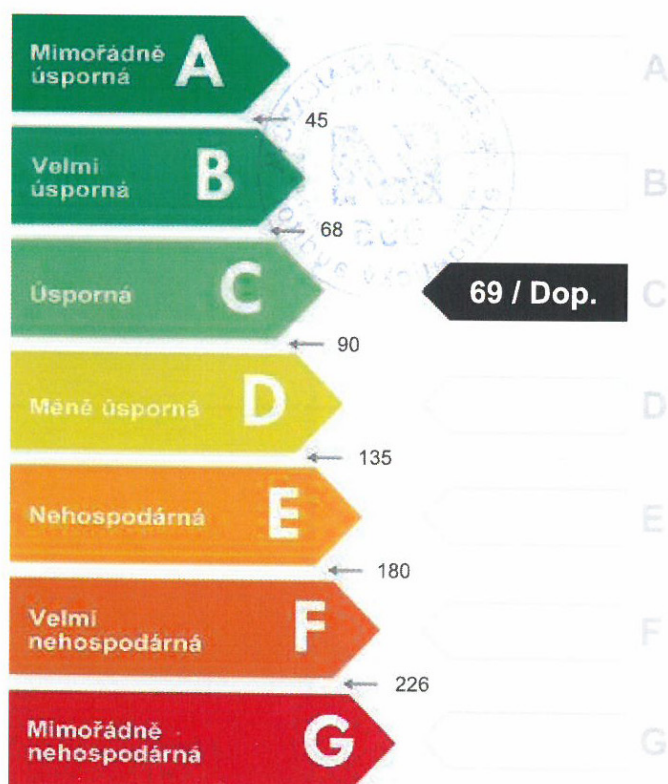 Mimořádně
úsporná
A
A
45
Velmi
úsporná
B
B
68
Úsporná
C
69 / Dop.
C
90
Méně úsporná
D
D
135
Nehospodárná
E
E
180
Velmi
nehospodárná
F
F
226
Mimořádně
nehospodárná
G
G